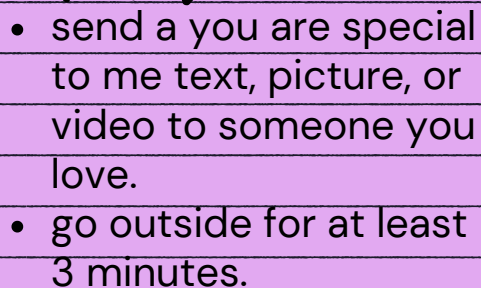 • send a you are special
to me text, picture, or
video to someone you
love.
• go outside for at least
3 minutes.